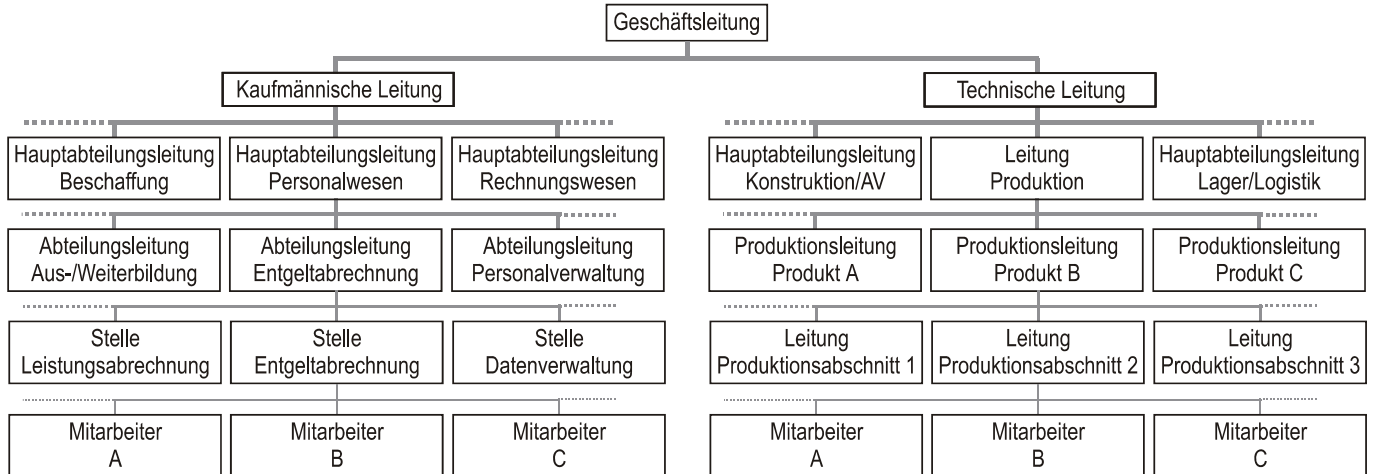 Geschäftsleitung
Kaufmännische Leitung
Technische Leitung
Hauptabteilungsleitung
Beschaffung
Hauptabteilungsleitung
Personalwesen
Hauptabteilungsleitung
Rechnungswesen
Hauptabteilungsleitung
Konstruktion/AV
Leitung
Produktion
Hauptabteilungsleitung
Lager/Logistik
Abteilungsleitung
Aus-/Weiterbildung
Abteilungsleitung
Entgeltabrechnung
Abteilungsleitung
Personalverwaltung
Produktionsleitung
Produkt A
Produktionsleitung
Produkt B
Produktionsleitung
Produkt C
Stelle
Leistungsabrechnung
Stelle
Entgeltabrechnung
Stelle
Datenverwaltung
Leitung
Produktionsabschnitt 1
Leitung
Produktionsabschnitt 2
Leitung
Produktionsabschnitt 3
Mitarbeiter
A
Mitarbeiter
B
Mitarbeiter
C
Mitarbeiter
A
Mitarbeiter
B
Mitarbeiter
C